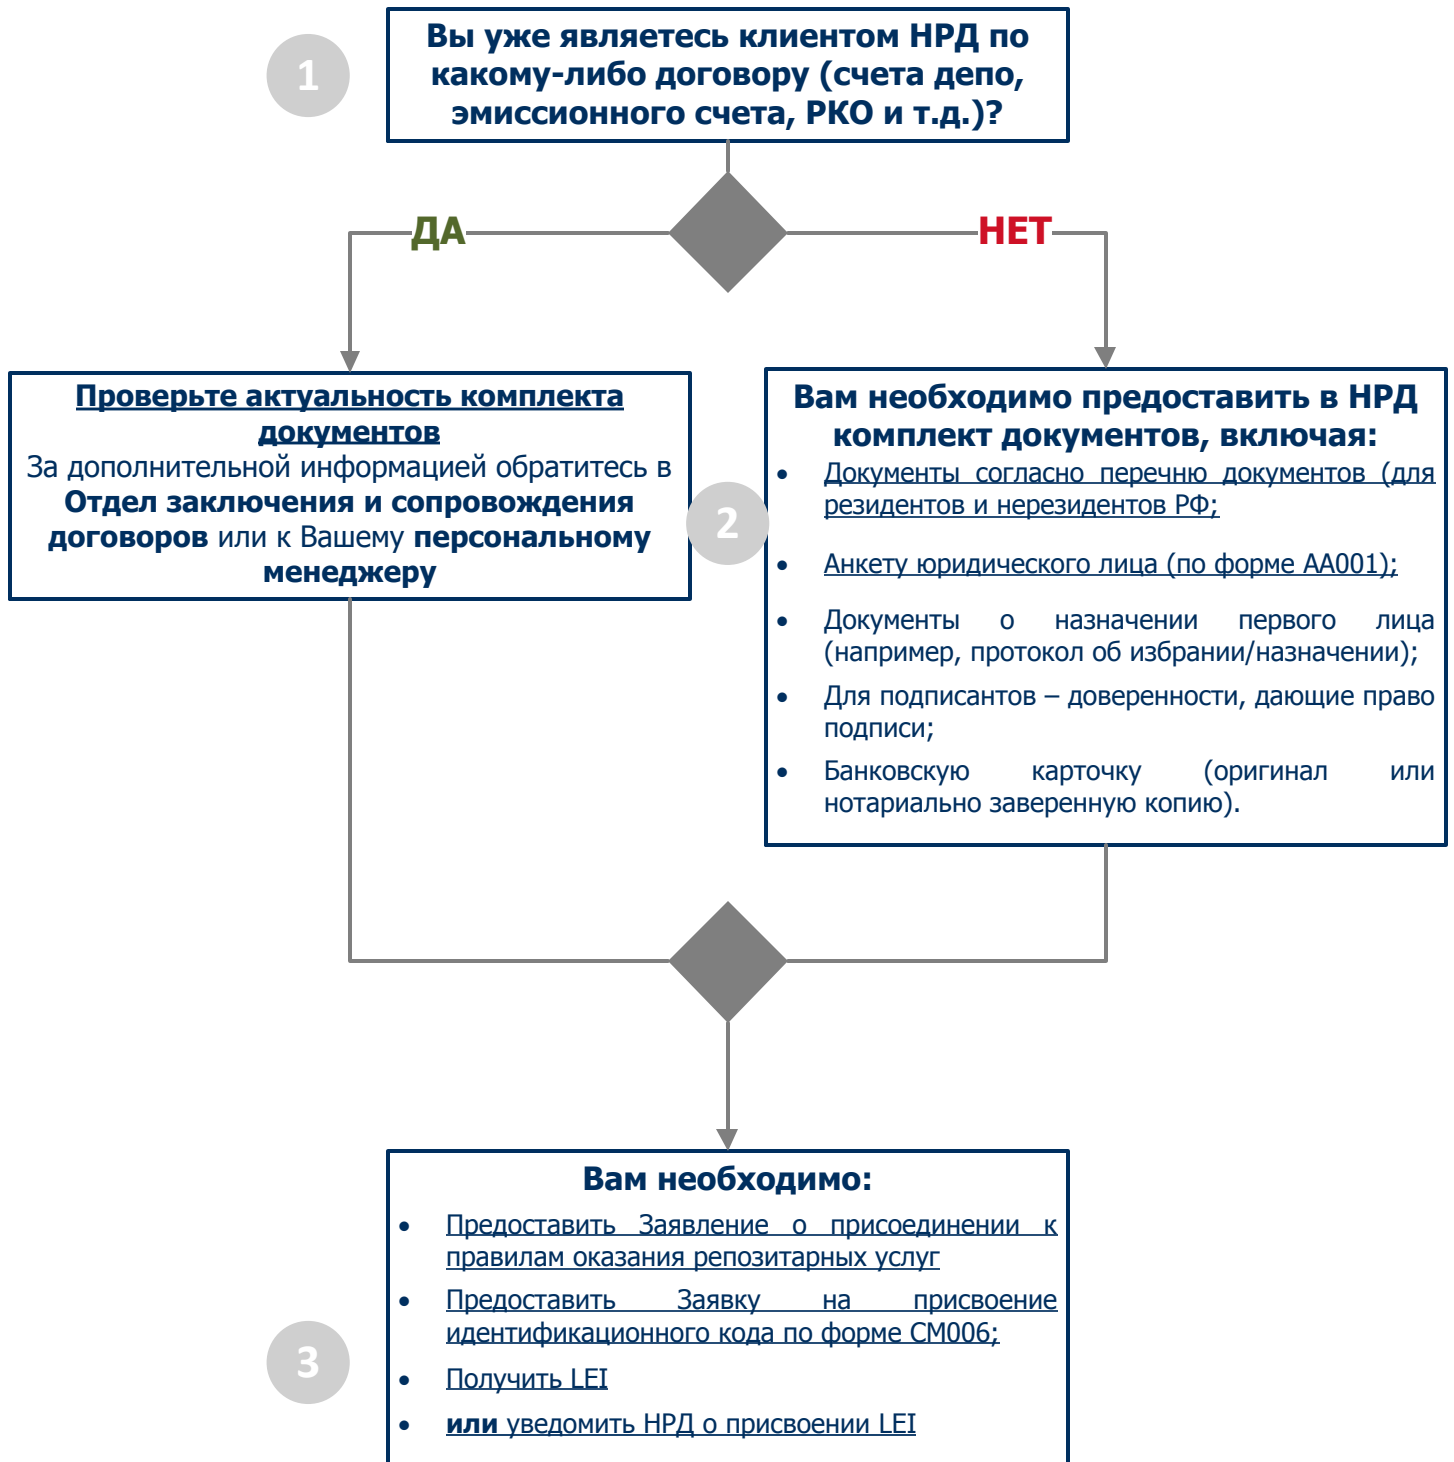 1
Вы уже являетесь клиентом НРД по
какому-либо договору (счета депо,
эмиссионного счета, РКО и т.д.)?
ДА
НЕТ
Проверьте актуальность комплекта
документов
За дополнительной информацией обратитесь в
Отдел заключения и сопровождения
договоров или к Вашему персональному
менеджеру
2
Вам необходимо предоставить в НРД
комплект документов, включая:
• Документы согласно перечню документов (для
резидентов и нерезидентов РФ;
• Анкету юридического лица (по форме АА001);
• Документы о назначении первого лица
(например, протокол об избрании/назначении);
• Для подписантов – доверенности, дающие право
подписи;
• Банковскую карточку (оригинал или
нотариально заверенную копию).
3
Вам необходимо:
• Предоставить Заявление о присоединении к
правилам оказания репозитарных услуг
• Предоставить Заявку на присвоение
идентификационного кода по форме СМ006;
• Получить LEI
• или уведомить НРД о присвоении LEI